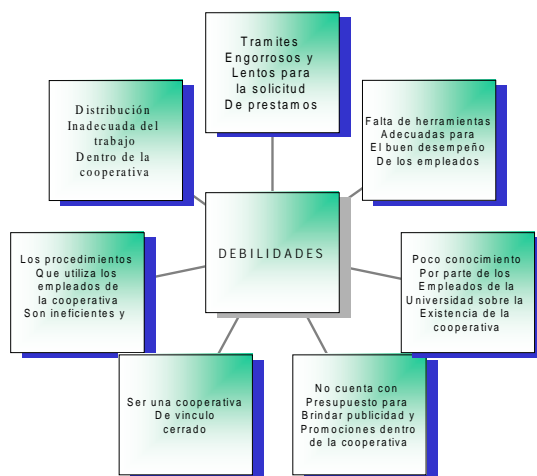 Tramites
Engorrosos y
Lentos para
la solicitud
De prestamos
Distribución
Inadecuada del
trabajo
Dentro de la
cooperativa
Falta de herramientas
Adecuadas para
El buen desempeño
De los empleados
DEBILIDADES
Los procedimientos
Que utiliza los
empleados de
la cooperativa
Son ineficientes y
Poco conocimiento
Por parte de los
Empleados de la
Universidad sobre la
Existencia de la
cooperativa
Ser una cooperativa
De vinculo
cerrado
No cuenta con
Presupuesto para
Brindar publicidad y
Promociones dentro
de la cooperativa